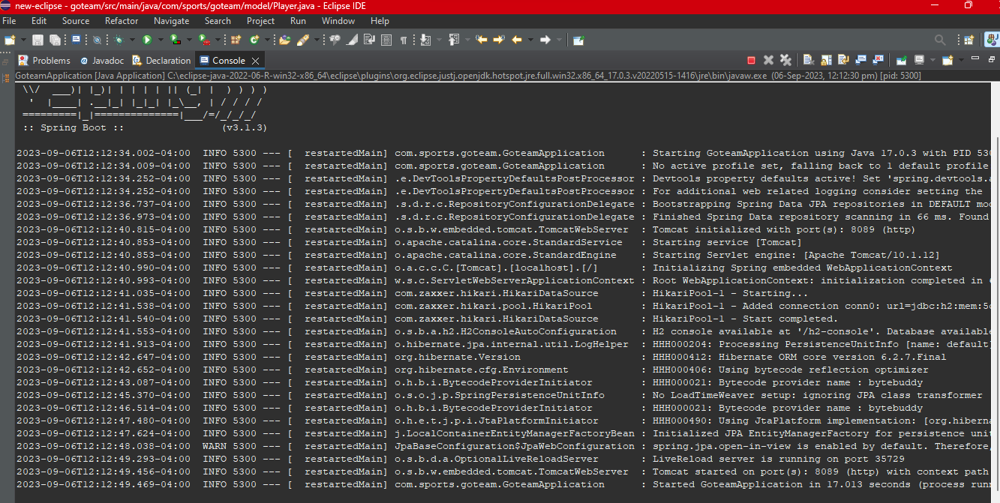 new-eclipse - goteam/src/main/java/com/sports/goteam/model/Player.java - Eclipse IDE
File Edit Source Refactor Navigate Search Project Run Window Help
Problems Javadoc Declaration Console
GoteamApplication [Java Application] C:\eclipse-java-2022-06-R-win32-x86_64\eclipse\plugins\org.eclipse.justj.openjdk.hotspot.jre.full.win32.x86_64_17.0.3.v20220515-1416\jre\bin\javaw.exe (06-Sep-2023, 12:12:30 pm) [pid: 5300]
 \\/  ___)| |_)| | | | | || (_| |  ) ) ) )
  '  |____| .__|_| |_|_| |_\__, | / / / /
 =========|_|==============|___/=/_/_/_/
 :: Spring Boot ::                (v3.1.3)
2023-09-06T12:12:34.002-04:00  INFO 5300 --- [  restartedMain] com.sports.goteam.GoteamApplication      : Starting GoteamApplication using Java 17.0.3 with PID 530
2023-09-06T12:12:34.009-04:00  INFO 5300 --- [  restartedMain] com.sports.goteam.GoteamApplication      : No active profile set, falling back to 1 default profile
2023-09-06T12:12:34.252-04:00  INFO 5300 --- [  restartedMain] .e.DevToolsPropertyDefaultsPostProcessor : Devtools property defaults active! Set 'spring.devtools.a
2023-09-06T12:12:34.252-04:00  INFO 5300 --- [  restartedMain] .e.DevToolsPropertyDefaultsPostProcessor : For additional web related logging consider setting the
2023-09-06T12:12:36.737-04:00  INFO 5300 --- [  restartedMain] .s.d.r.c.RepositoryConfigurationDelegate : Bootstrapping Spring Data JPA repositories in DEFAULT mod
2023-09-06T12:12:36.973-04:00  INFO 5300 --- [  restartedMain] .s.d.r.c.RepositoryConfigurationDelegate : Finished Spring Data repository scanning in 66 ms. Found
2023-09-06T12:12:40.815-04:00  INFO 5300 --- [  restartedMain] o.s.b.w.embedded.tomcat.TomcatWebServer  : Tomcat initialized with port(s): 8089 (http)
2023-09-06T12:12:40.853-04:00  INFO 5300 --- [  restartedMain] o.apache.catalina.core.StandardService   : Starting service [Tomcat]
2023-09-06T12:12:40.853-04:00  INFO 5300 --- [  restartedMain] o.apache.catalina.core.StandardEngine    : Starting Servlet engine: [Apache Tomcat/10.1.12]
2023-09-06T12:12:40.990-04:00  INFO 5300 --- [  restartedMain] o.a.c.c.C.[Tomcat].[localhost].[/]       : Initializing Spring embedded WebApplicationContext
2023-09-06T12:12:40.993-04:00  INFO 5300 --- [  restartedMain] w.s.c.ServletWebServerApplicationContext : Root WebApplicationContext: initialization completed in
2023-09-06T12:12:41.035-04:00  INFO 5300 --- [  restartedMain] com.zaxxer.hikari.HikariDataSource       : HikariPool-1 - Starting...
2023-09-06T12:12:41.538-04:00  INFO 5300 --- [  restartedMain] com.zaxxer.hikari.pool.HikariPool        : HikariPool-1 - Added connection conn0: url=jdbc:h2:mem:5c
2023-09-06T12:12:41.540-04:00  INFO 5300 --- [  restartedMain] com.zaxxer.hikari.HikariDataSource       : HikariPool-1 - Start completed.
2023-09-06T12:12:41.553-04:00  INFO 5300 --- [  restartedMain] o.s.b.a.h2.H2ConsoleAutoConfiguration    : H2 console available at '/h2-console'. Database available
2023-09-06T12:12:41.913-04:00  INFO 5300 --- [  restartedMain] o.hibernate.jpa.internal.util.LogHelper  : HHH000204: Processing PersistenceUnitInfo [name: default]
2023-09-06T12:12:42.647-04:00  INFO 5300 --- [  restartedMain] org.hibernate.Version                    : HHH000412: Hibernate ORM core version 6.2.7.Final
2023-09-06T12:12:42.652-04:00  INFO 5300 --- [  restartedMain] org.hibernate.cfg.Environment            : HHH000406: Using bytecode reflection optimizer
2023-09-06T12:12:43.087-04:00  INFO 5300 --- [  restartedMain] o.h.b.i.BytecodeProviderInitiator        : HHH000021: Bytecode provider name : bytebuddy
2023-09-06T12:12:45.370-04:00  INFO 5300 --- [  restartedMain] o.s.o.j.p.SpringPersistenceUnitInfo      : No LoadTimeWeaver setup: ignoring JPA class transformer
2023-09-06T12:12:46.514-04:00  INFO 5300 --- [  restartedMain] o.h.b.i.BytecodeProviderInitiator        : HHH000021: Bytecode provider name : bytebuddy
2023-09-06T12:12:47.480-04:00  INFO 5300 --- [  restartedMain] o.h.e.t.j.p.i.JtaPlatformInitiator       : HHH000490: Using JtaPlatform implementation: [org.hiberna
2023-09-06T12:12:47.624-04:00  INFO 5300 --- [  restartedMain] j.LocalContainerEntityManagerFactoryBean : Initialized JPA EntityManagerFactory for persistence unit
2023-09-06T12:12:48.038-04:00  WARN 5300 --- [  restartedMain] JpaBaseConfiguration$JpaWebConfiguration : spring.jpa.open-in-view is enabled by default. Therefore,
2023-09-06T12:12:49.293-04:00  INFO 5300 --- [  restartedMain] o.s.b.d.a.OptionalLiveReloadServer       : LiveReload server is running on port 35729
2023-09-06T12:12:49.456-04:00  INFO 5300 --- [  restartedMain] o.s.b.w.embedded.tomcat.TomcatWebServer  : Tomcat started on port(s): 8089 (http) with context path
2023-09-06T12:12:49.469-04:00  INFO 5300 --- [  restartedMain] com.sports.goteam.GoteamApplication      : Started GoteamApplication in 17.013 seconds (process run